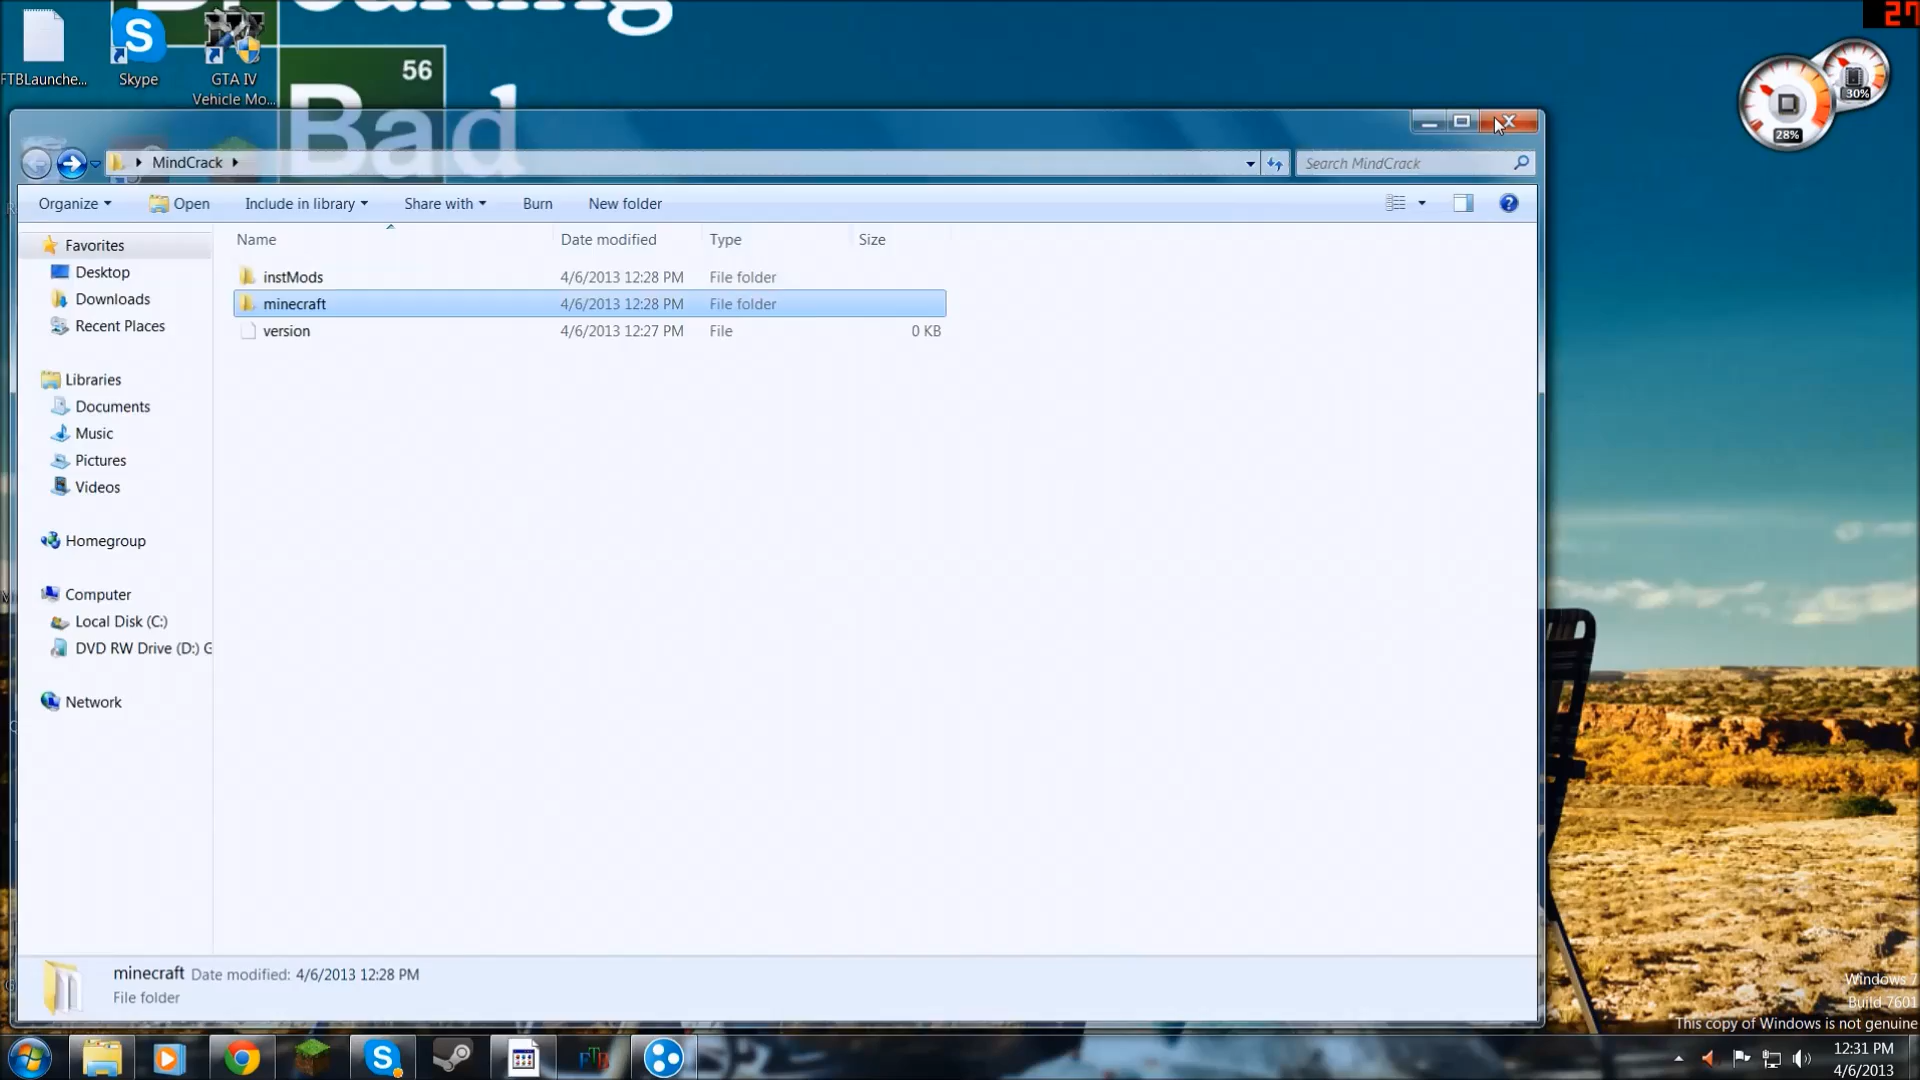 27
56
Bad
FTBLaunche...
Skype
GTA IV
Vehicle Mo...
30%
28%
MindCrack
Search MindCrack
Organize
Open
Include in library
Share with
Burn
New folder
Name
Date modified
Type
Size
Favorites
Desktop
Downloads
Recent Places
Libraries
Documents
Music
Pictures
Videos
Homegroup
Computer
Local Disk (C:)
DVD RW Drive (D:) G
Network
instMods 4/6/2013 12:28 PM File folder
minecraft 4/6/2013 12:28 PM File folder
version 4/6/2013 12:27 PM File 0 KB
minecraft Date modified: 4/6/2013 12:28 PM
File folder
Windows 7
Build 7601
This copy of Windows is not genuine
FTB
12:31 PM
4/6/2013